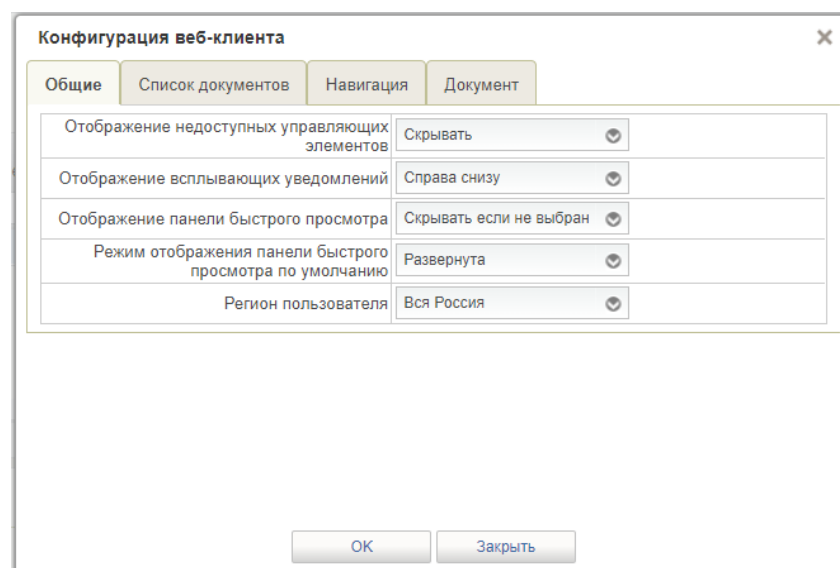 Конфигурация веб-клиента
Общие
Список документов
Навигация
Документ
Отображение недоступных управляющих
элементов
Скрывать
Отображение всплывающих уведомлений
Справа снизу
Отображение панели быстрого просмотра
Скрывать если не выбран
Режим отображения панели быстрого
просмотра по умолчанию
Развернута
Регион пользователя
Вся Россия
OK
Закрыть